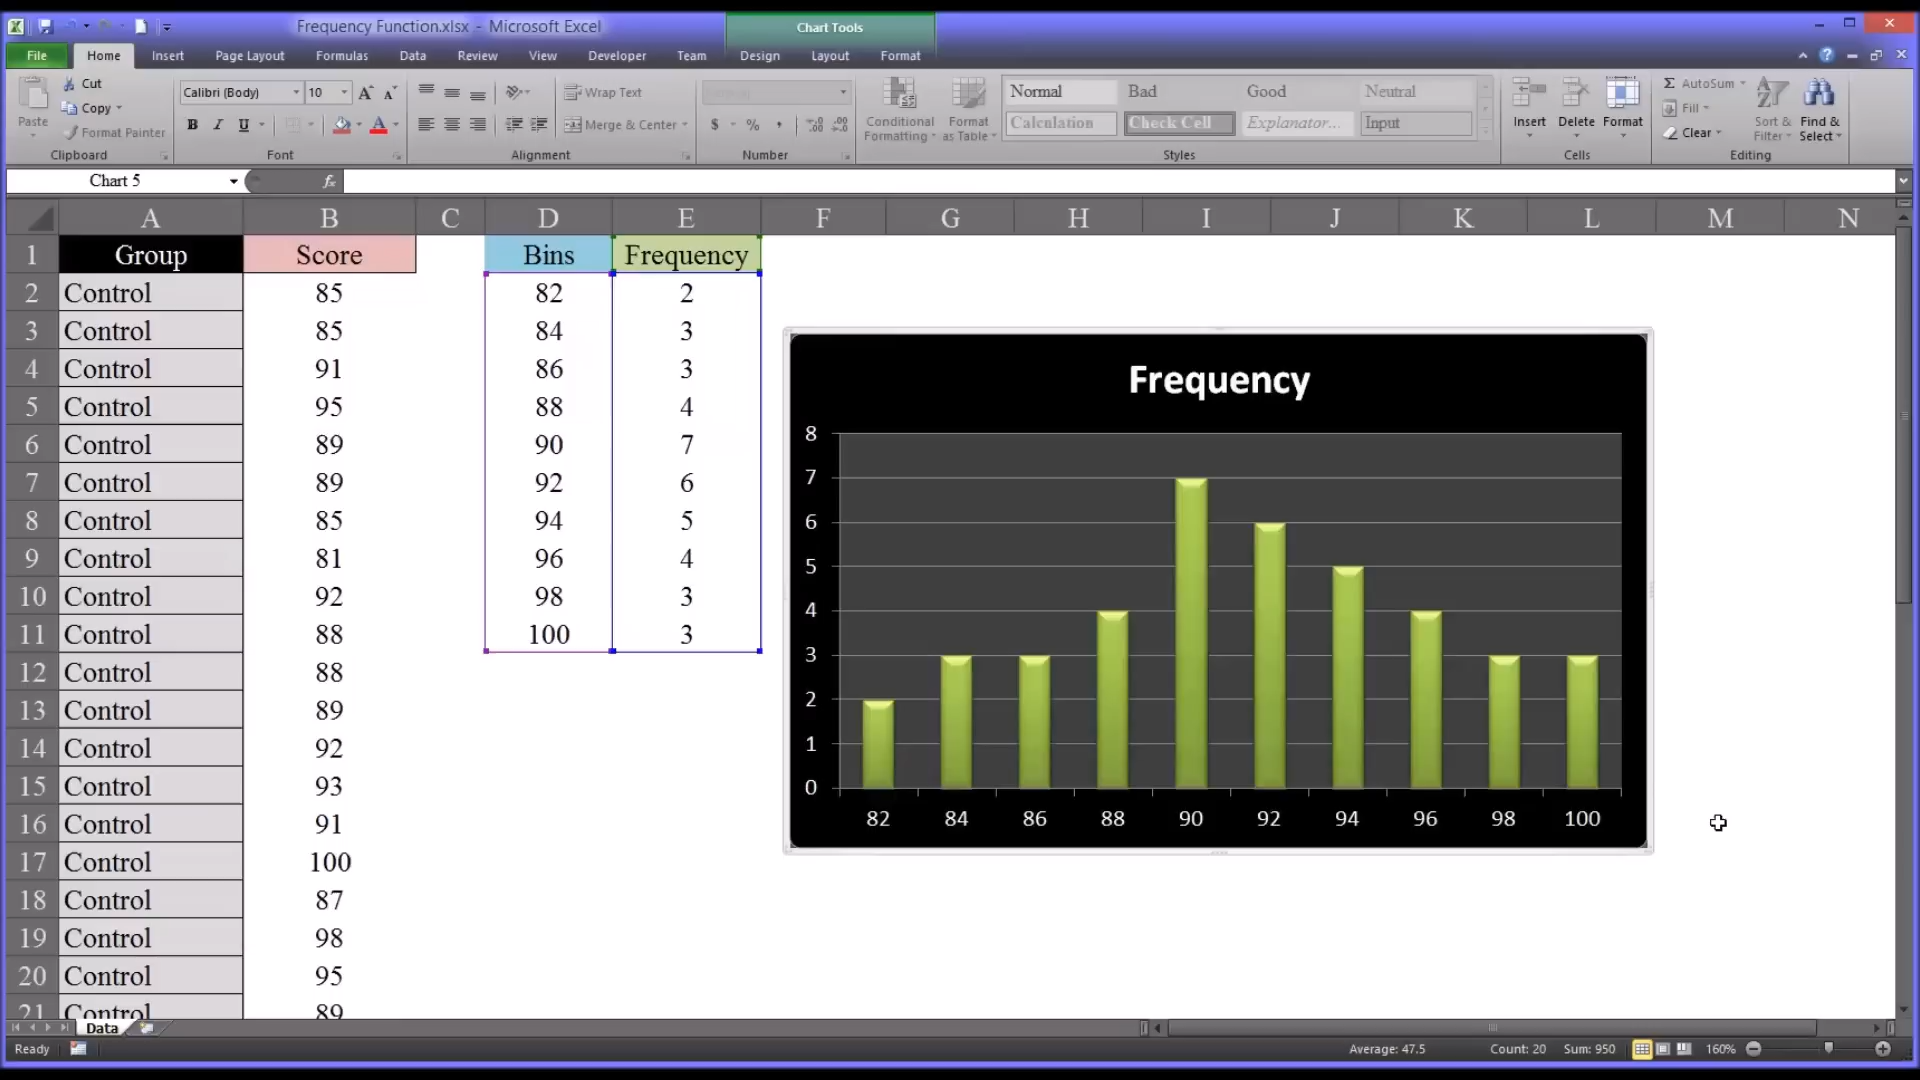 Frequency Function.xlsx - Microsoft Excel
Chart Tools
File Home Insert Page Layout Formulas Data Review View Developer Team Design Layout Format
Paste
Cut
Copy
Format Painter
Clipboard
Calibri (Body) 10
B I U
Font
Wrap Text
Merge & Center
Alignment
$ % ,
Number
Conditional Formatting
Format as Table
Normal Bad Good Neutral
Calculation Check Cell Explanator... Input
Styles
Insert Delete Format
Cells
Σ AutoSum
Fill
Clear
Sort & Filter
Find & Select
Editing
Chart 5 fx
A B C D E F G H I J K L M N
1 Group Score Bins Frequency
2 Control 85 82 2
3 Control 85 84 3
4 Control 91 86 3
5 Control 95 88 4
6 Control 89 90 7
7 Control 89 92 6
8 Control 85 94 5
9 Control 81 96 4
10 Control 92 98 3
11 Control 88 100 3
12 Control 88
13 Control 89
14 Control 92
15 Control 93
16 Control 91
17 Control 100
18 Control 87
19 Control 98
20 Control 95
21 Control 89
Frequency
8
7
6
5
4
3
2
1
0
82 84 86 88 90 92 94 96 98 100
Data
Ready Average: 47.5 Count: 20 Sum: 950 160%